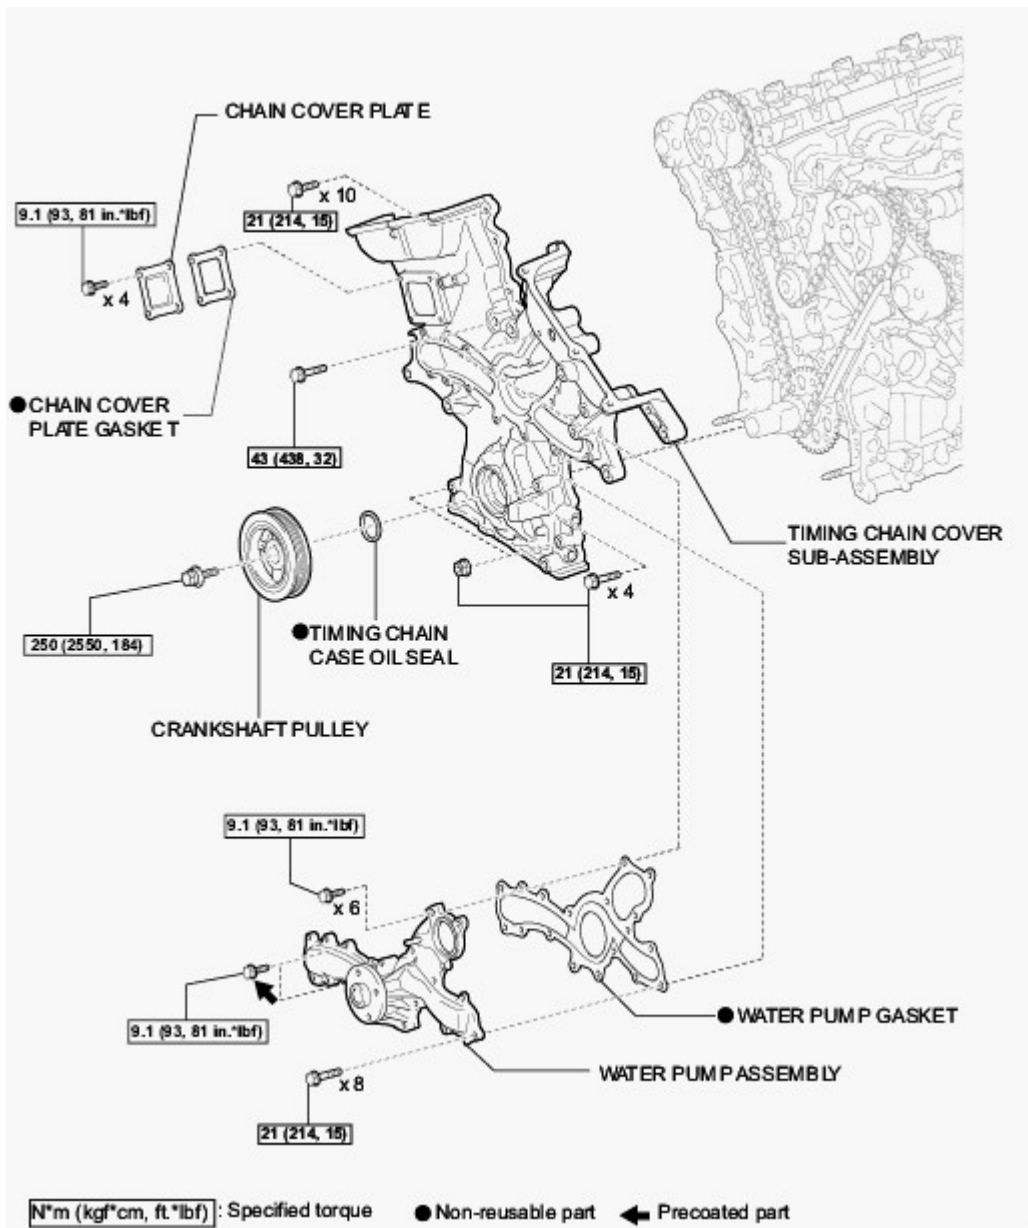 CHAIN COVER PLATE
x 10
9.1 (93, 81 in.*lbf)
21 (214, 15)
x 4
CHAIN COVER
PLATE GASKET
43 (438, 32)
TIMING CHAIN COVER
SUB-ASSEMBLY
x 4
250 (2550, 184)
TIMING CHAIN
CASE OIL SEAL
21 (214, 15)
CRANKSHAFT PULLEY
9.1 (93, 81 in.*lbf)
x 6
9.1 (93, 81 in.*lbf)
WATER PUMP GASKET
WATER PUMP ASSEMBLY
x 8
21 (214, 15)
N*m (kgf*cm, ft.*lbf) : Specified torque ● Non-reusable part Precoated part